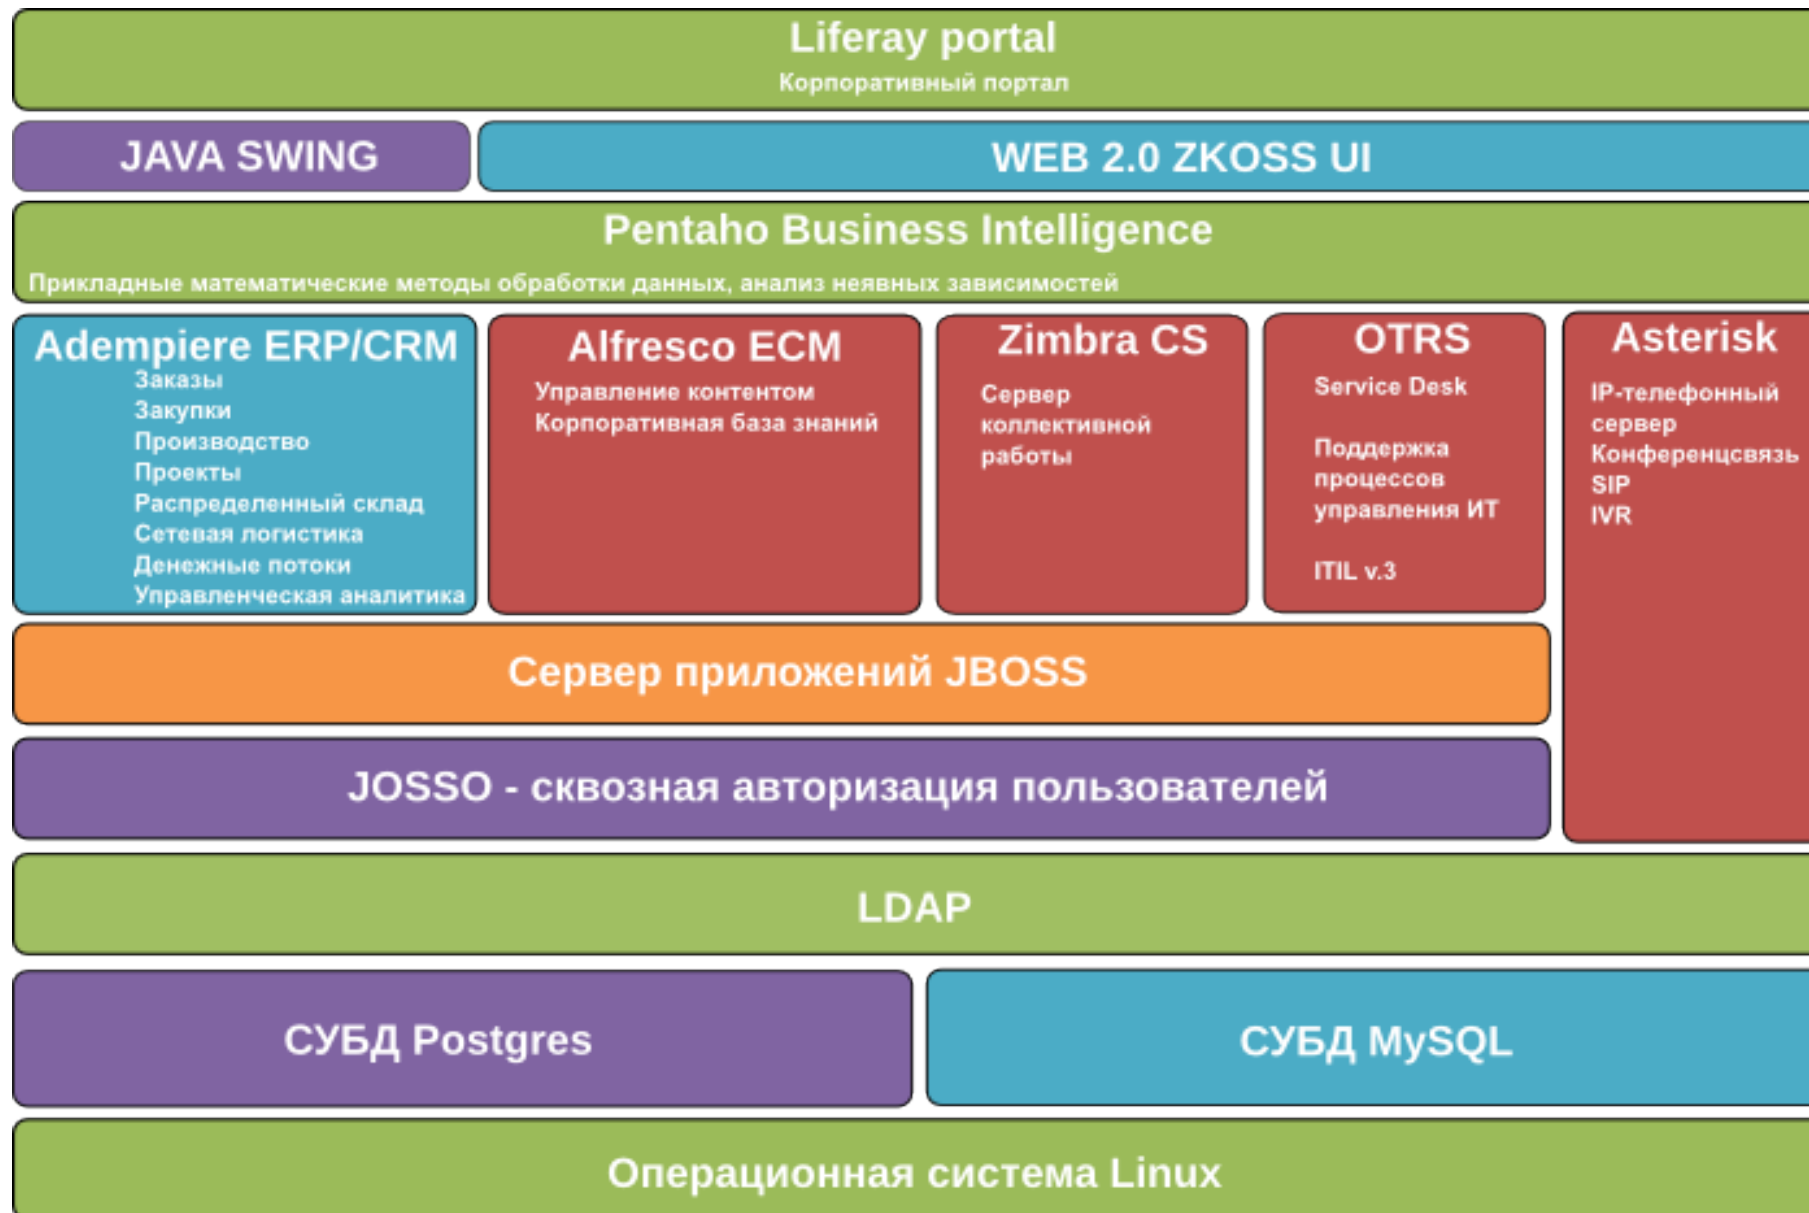 Liferay portal
Корпоративный портал
JAVA SWING
WEB 2.0 ZKOSS UI
Pentaho Business Intelligence
Прикладные математические методы обработки данных, анализ неявных зависимостей
Adempiere ERP/CRM
Заказы
Закупки
Производство
Проекты
Распределенный склад
Сетевая логистика
Денежные потоки
Управленческая аналитика
Alfresco ECM
Управление контентом
Корпоративная база знаний
Zimbra CS
Сервер
коллективной
работы
OTRS
Service Desk
Поддержка
процессов
управления ИТ
ITIL v.3
Asterisk
IP-телефонный
сервер
Конференцсвязь
SIP
IVR
Сервер приложений JBOSS
JOSSO - сквозная авторизация пользователей
LDAP
СУБД Postgres
СУБД MySQL
Операционная система Linux